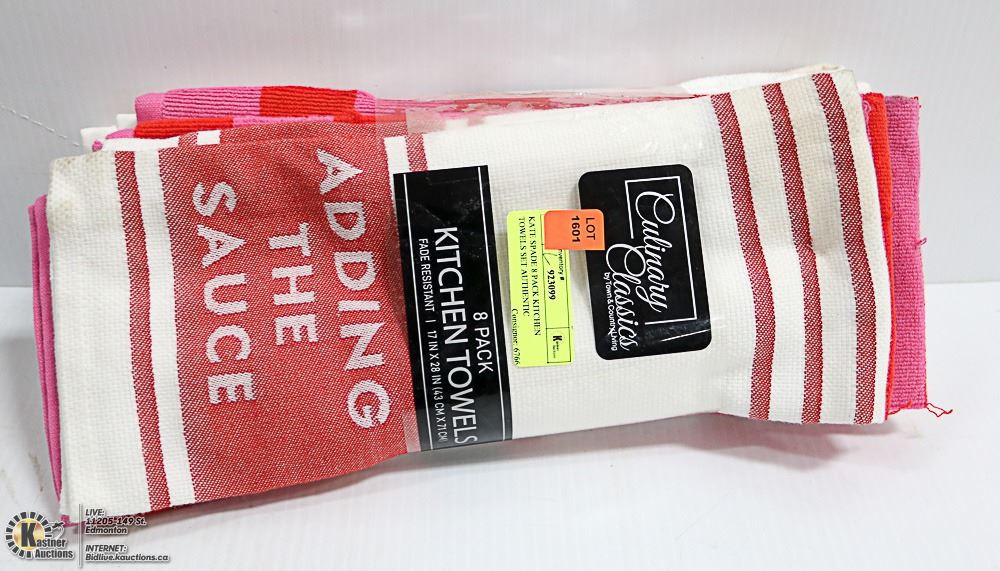 ADDING
THE
SAUCE
8 PACK
KITCHEN TOWELS
FADE RESISTANT | 17 IN X 28 IN (43 CM X 71 CM)
LOT
1601
923099
KATE SPADE 8 PACK KITCHEN
TOWELS SET AUTHENTIC
Consignor: 6766
Culinary
Classics
by Town & Country Living
Kastner
Auctions
LIVE:
11205-149 St.
Edmonton
INTERNET:
Bidlive.kauctions.ca